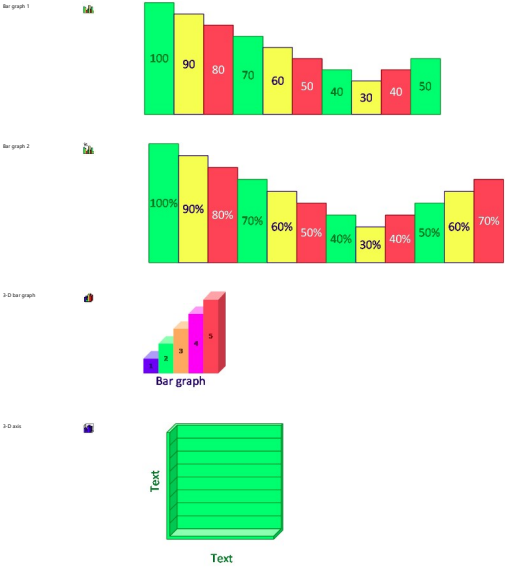 Bar graph 1
100 90 80 70 60 50 40 30 40 50
Bar graph 2
100% 90% 80% 70% 60% 50% 40% 30% 40% 50% 60% 70%
3-D bar graph
1 2 3 4 5
Bar graph
3-D axis
Text
Text